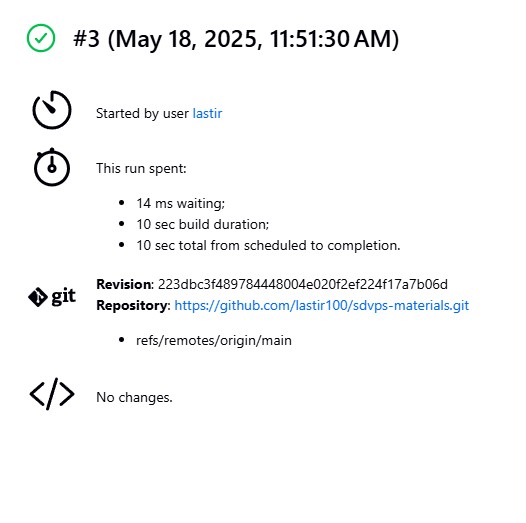 #3 (May 18, 2025, 11:51:30 AM)
Started by user lastir
This run spent:
14 ms waiting;
10 sec build duration;
10 sec total from scheduled to completion.
git
Revision: 223dbc3f489784448004e020f2ef224f17a7b06d
Repository: https://github.com/lastir100/sdvps-materials.git
refs/remotes/origin/main
No changes.